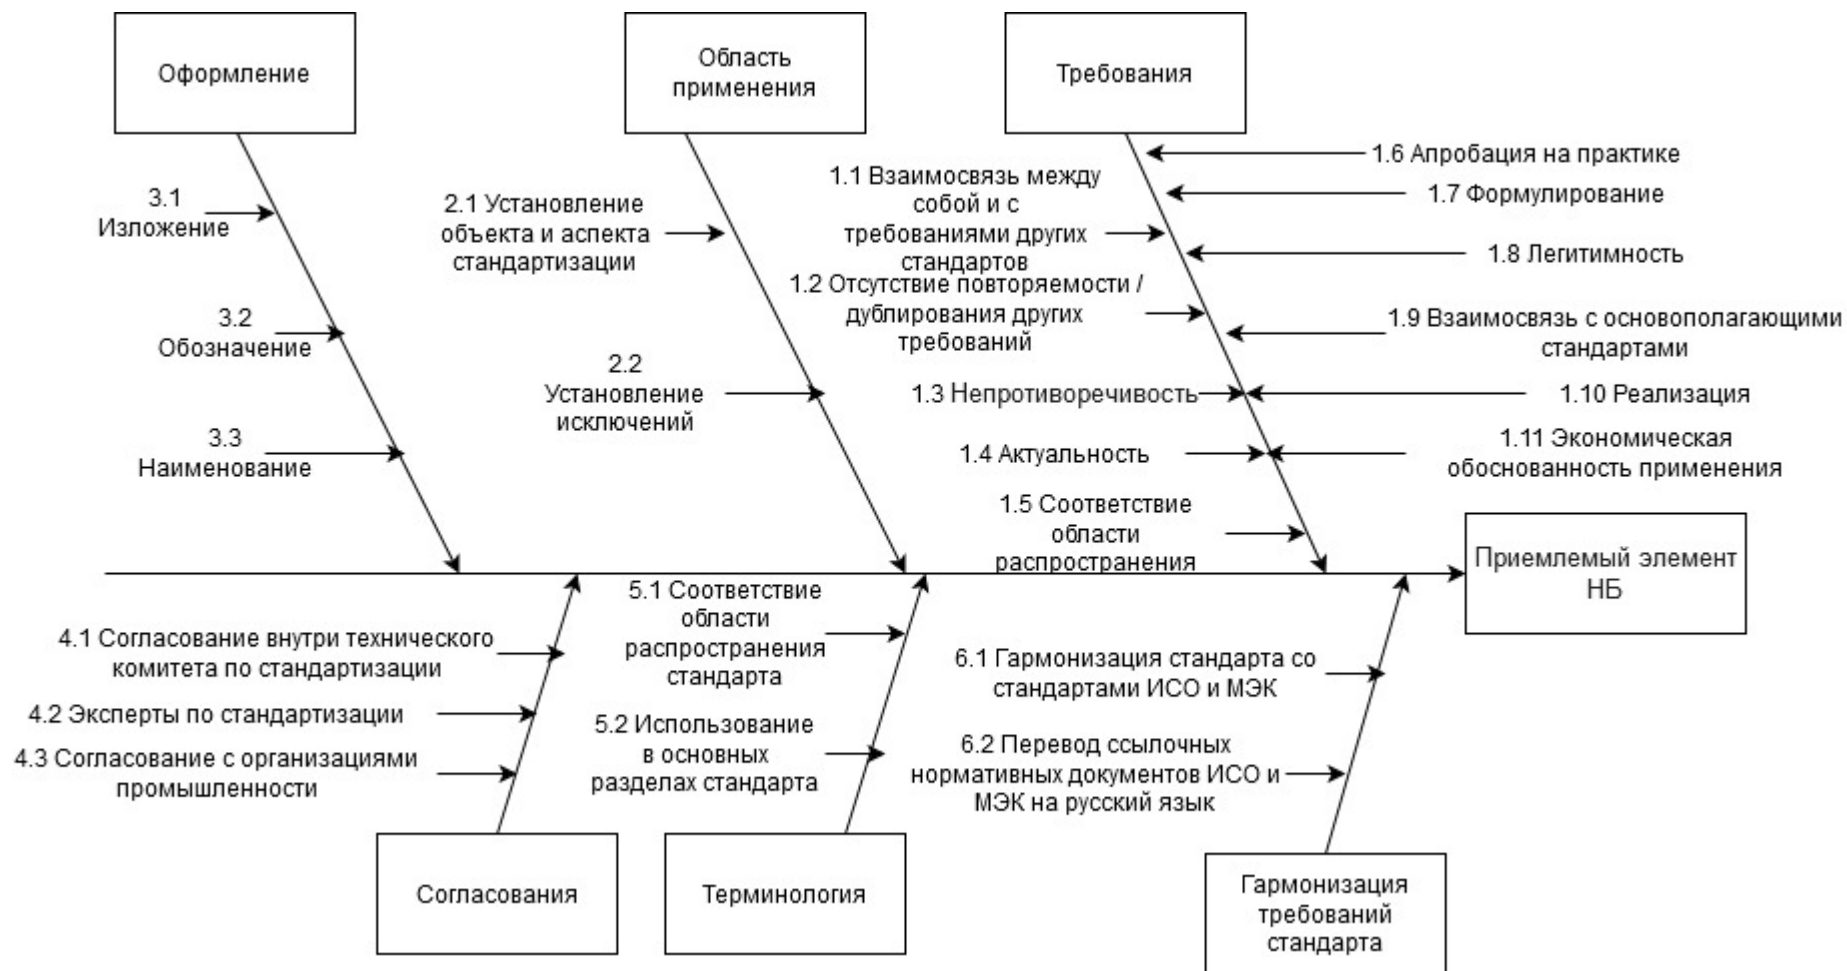 Оформление
Область
применения
Требования
3.1
Изложение
3.2
Обозначение
3.3
Наименование
2.1 Установление
объекта и аспекта
стандартизации
2.2
Установление
исключений
1.1 Взаимосвязь между
собой и с
требованиями других
стандартов
1.2 Отсутствие повторяемости /
дублирования других
требований
1.3 Непротиворечивость
1.4 Актуальность
1.5 Соответствие
области
распространения
1.6 Апробация на практике
1.7 Формулирование
1.8 Легитимность
1.9 Взаимосвязь с основополагающими
стандартами
1.10 Реализация
1.11 Экономическая
обоснованность применения
Приемлемый элемент
НБ
4.1 Согласование внутри технического
комитета по стандартизации
4.2 Эксперты по стандартизации
4.3 Согласование с организациями
промышленности
5.1 Соответствие
области
распространения
стандарта
5.2 Использование
в основных
разделах стандарта
6.1 Гармонизация стандарта со
стандартами ИСО и МЭК
6.2 Перевод ссылочных
нормативных документов ИСО и
МЭК на русский язык
Согласования
Терминология
Гармонизация
требований
стандарта